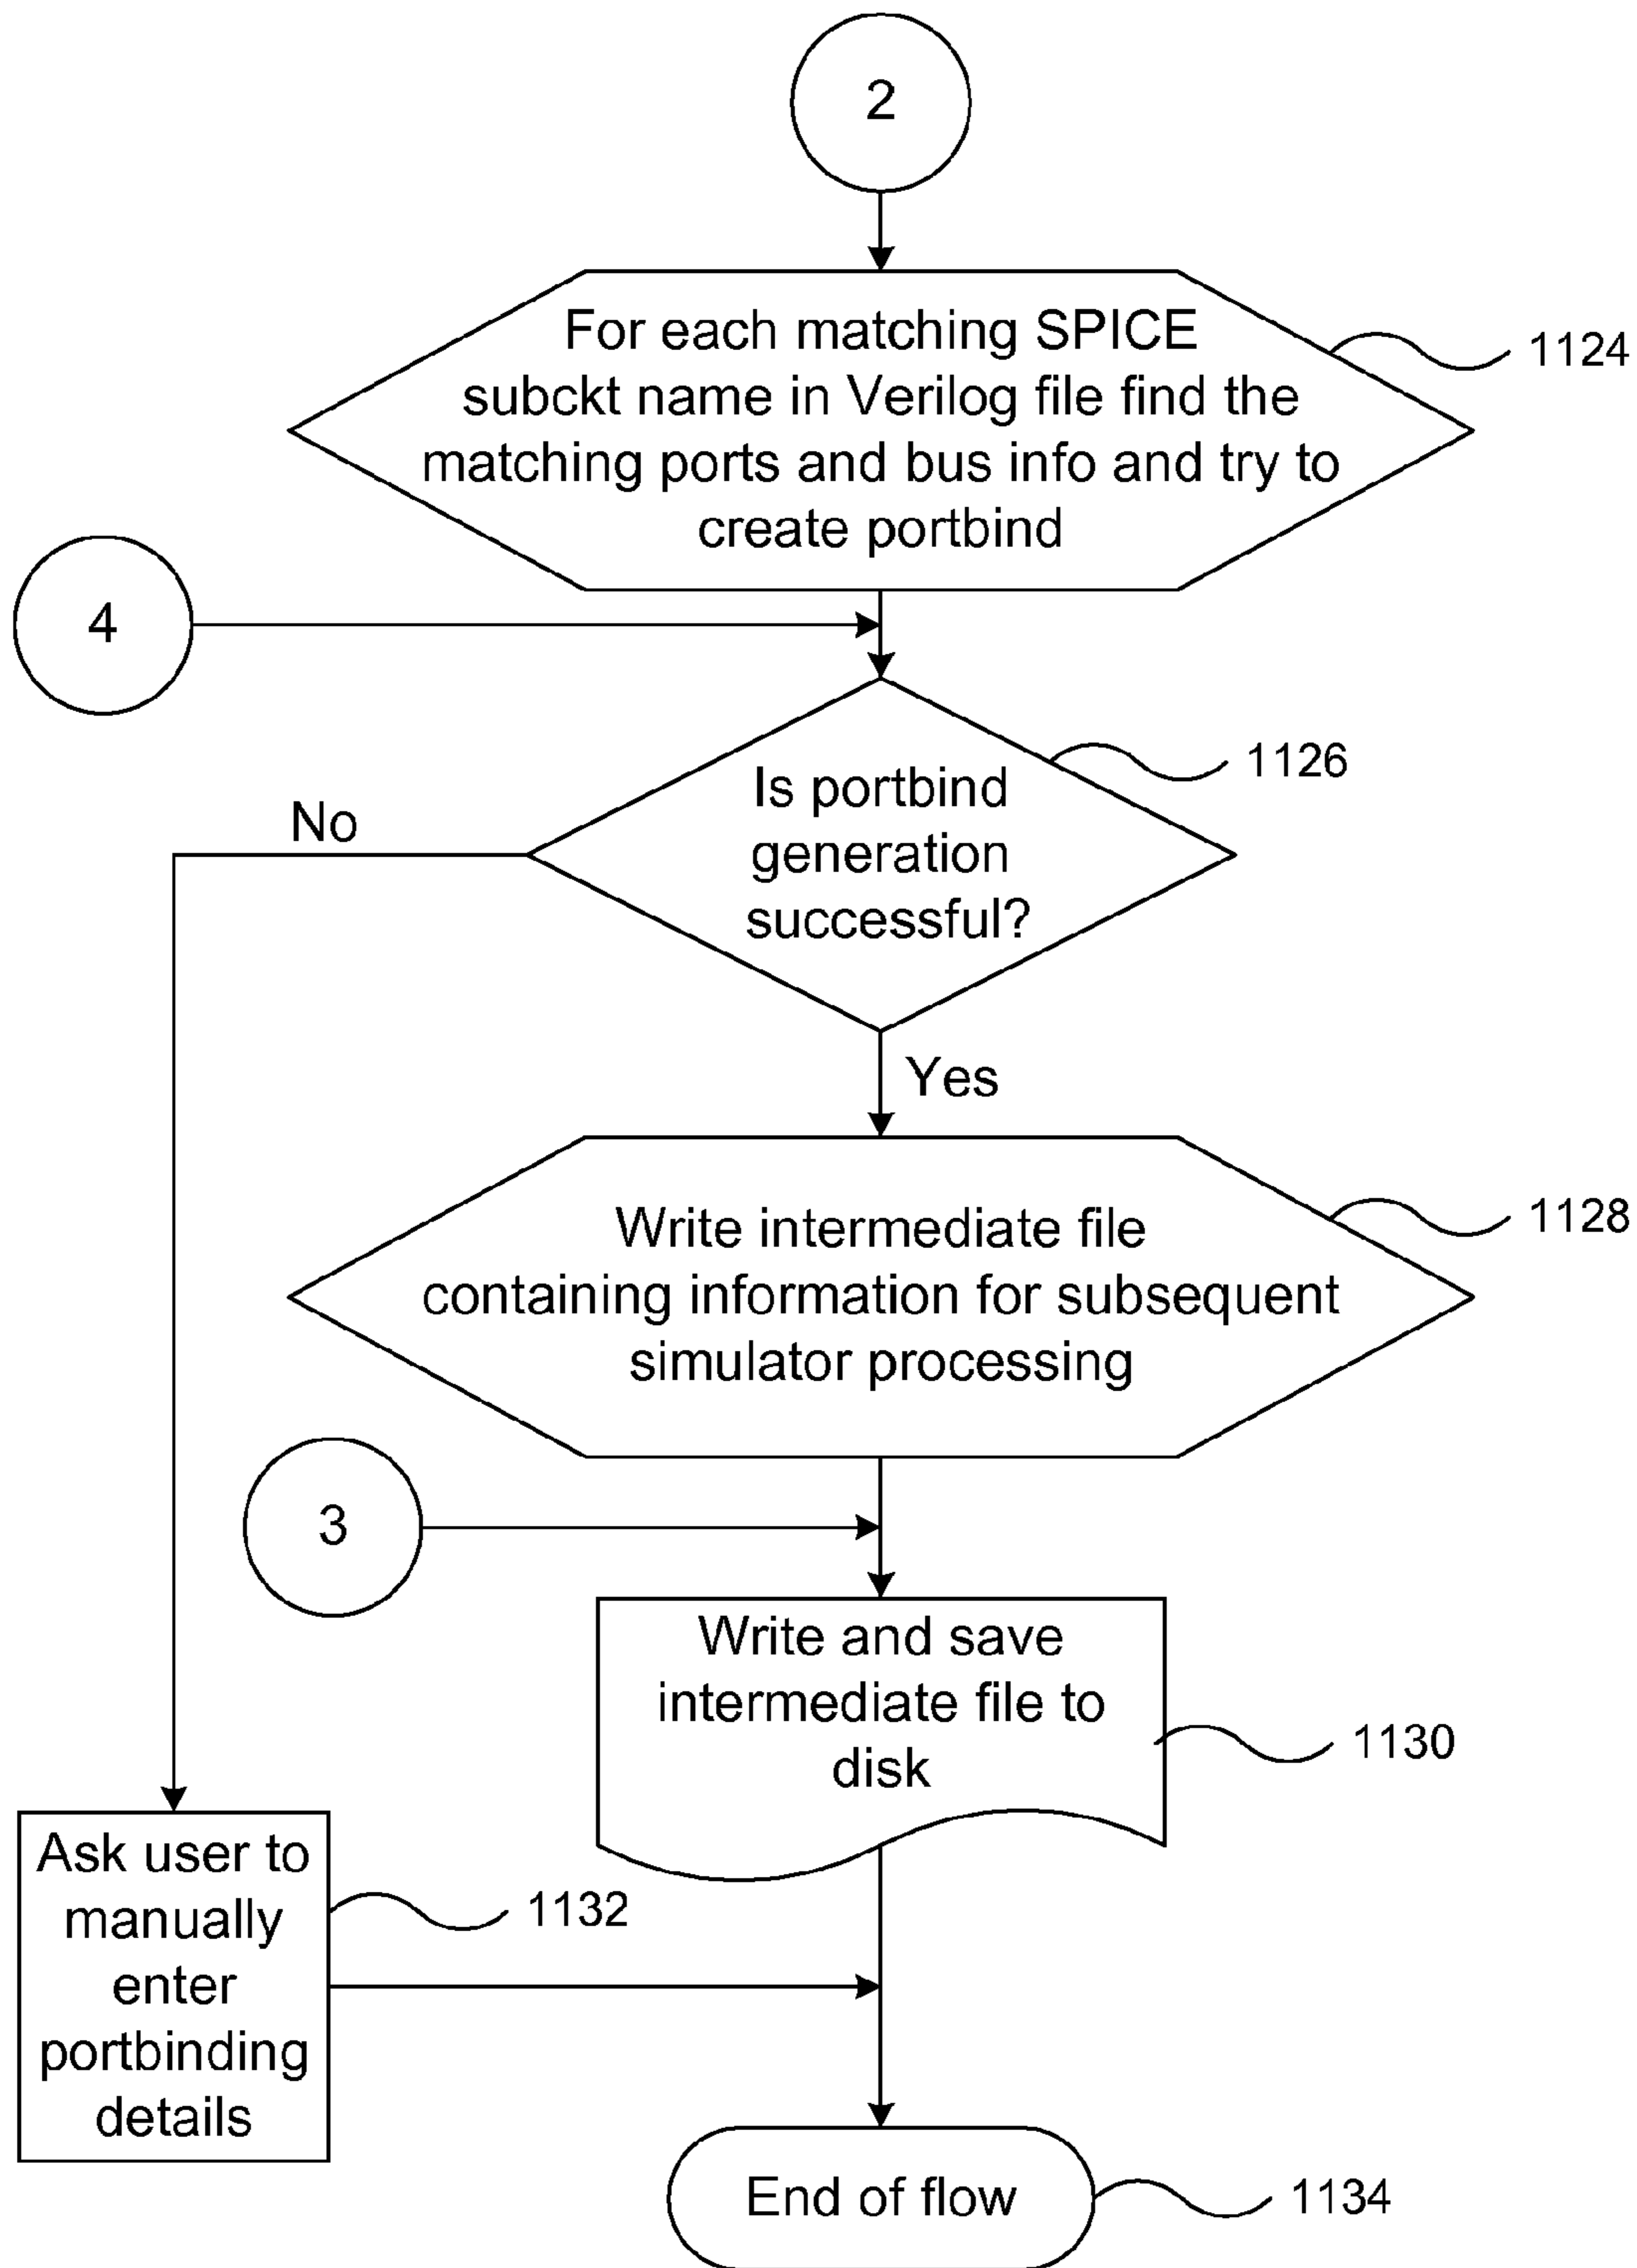 2
For each matching SPICE
subckt name in Verilog file find the
matching ports and bus info and try to
create portbind
1124
4
Is portbind
generation
successful?
1126
No
Yes
Write intermediate file
containing information for subsequent
simulator processing
1128
3
Write and save
intermediate file to
disk
1130
Ask user to
manually
enter
portbinding
details
1132
End of flow
1134